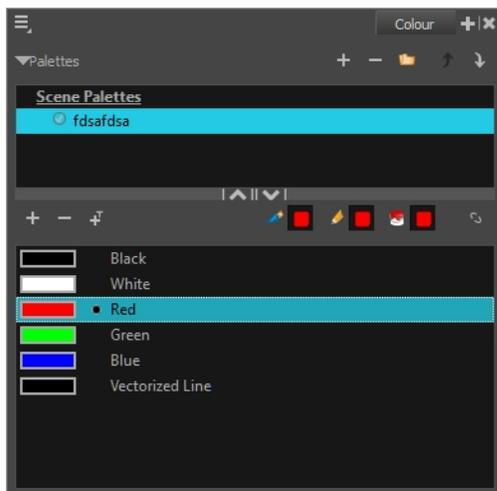 Colour
Palettes
Scene Palettes
fdsafdsa
Black
White
Red
Green
Blue
Vectorized Line